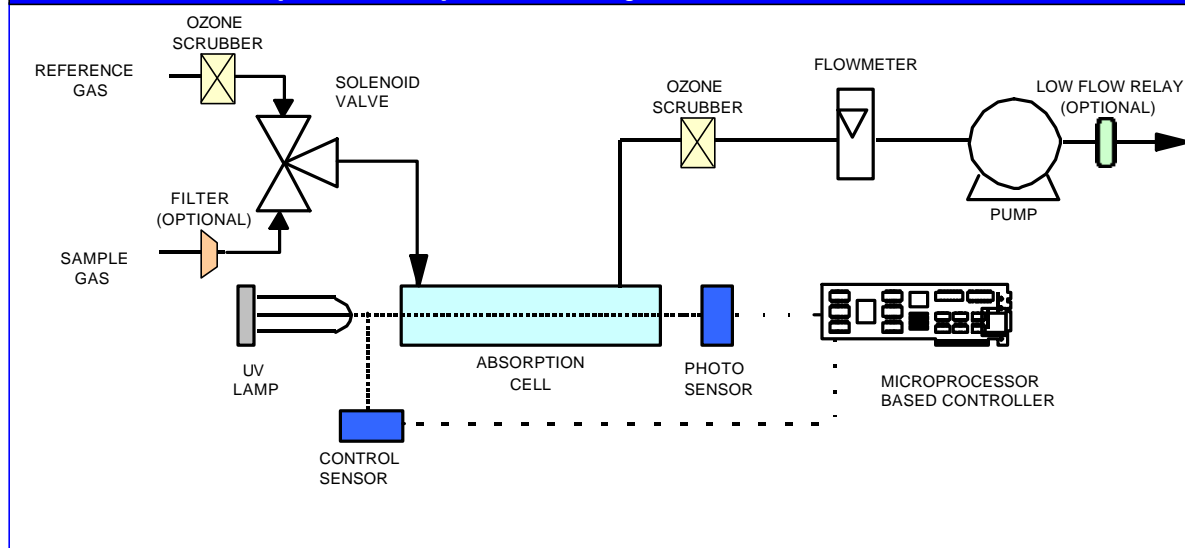 OZONE
SCRUBBER
REFERENCE
GAS
SOLENOID
VALVE
FILTER
(OPTIONAL)
SAMPLE
GAS
OZONE
SCRUBBER
FLOWMETER
LOW FLOW RELAY
(OPTIONAL)
PUMP
UV
LAMP
ABSORPTION
CELL
PHOTO
SENSOR
MICROPROCESSOR
BASED CONTROLLER
CONTROL
SENSOR